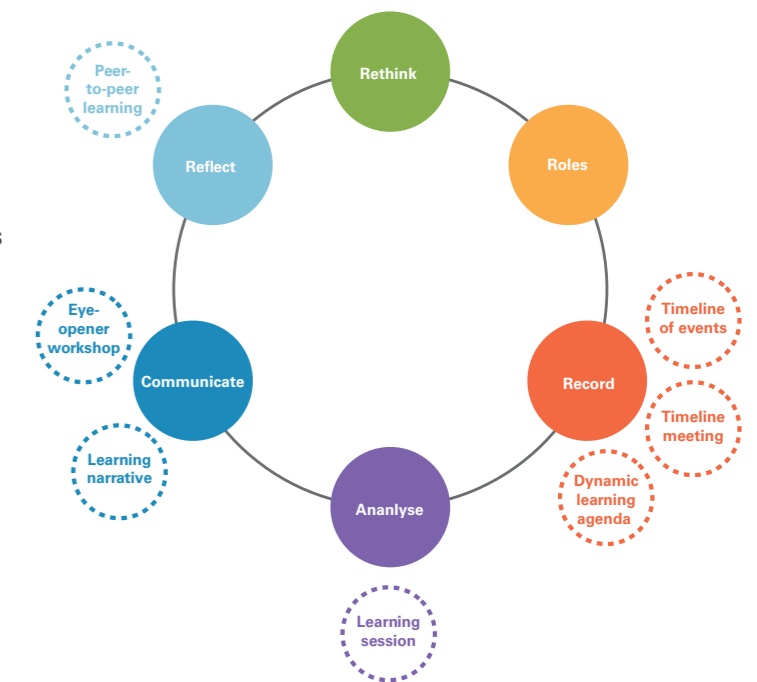 Rethink
Peer-
to-peer
learning
Reflect
Roles
s
Eye-
opener
workshop
Communicate
Timeline
of events
Record
Timeline
meeting
Learning
narrative
Dynamic
learning
agenda
Ananlyse
Learning
session